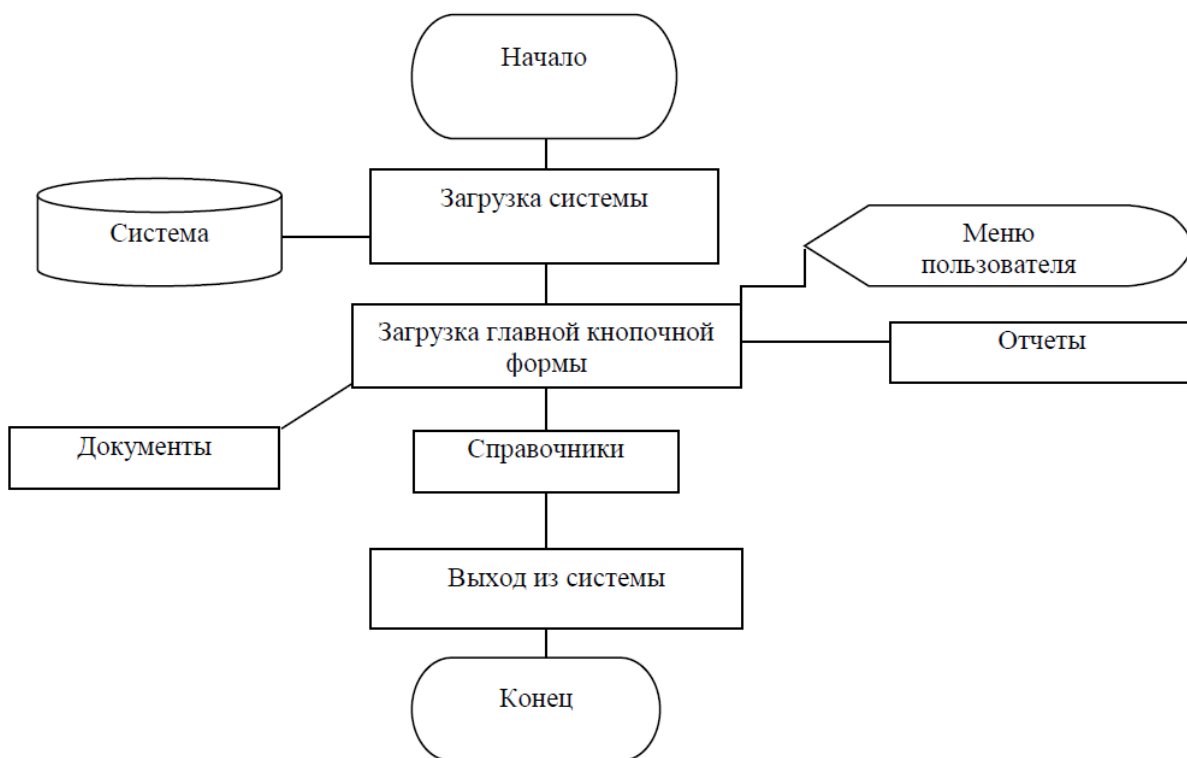 Начало
Загрузка системы
Система
Меню
пользователя
Загрузка главной кнопочной
формы
Отчеты
Документы
Справочники
Выход из системы
Конец